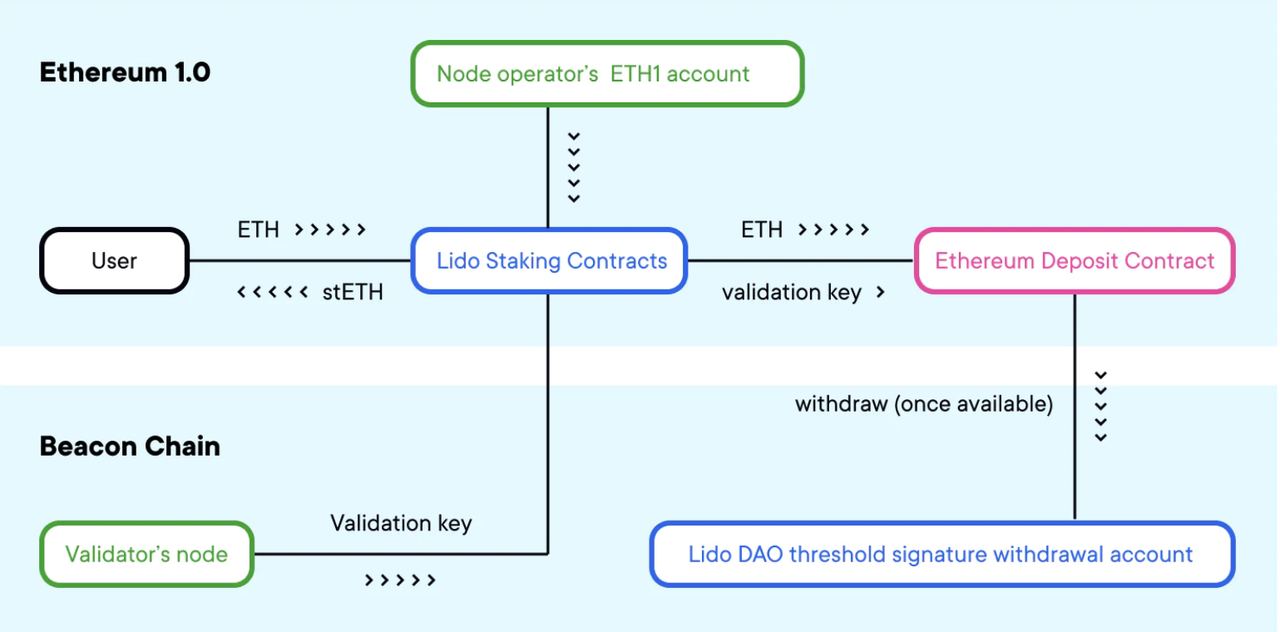 Ethereum 1.0
Node operator's ETH1 account
ETH >>>>>
ETH >>>>>
User
Lido Staking Contracts
Ethereum Deposit Contract
<<<<< stETH
validation key >
withdraw (once available)
Beacon Chain
Validation key
Validator's node
>>>>>
Lido DAO threshold signature withdrawal account